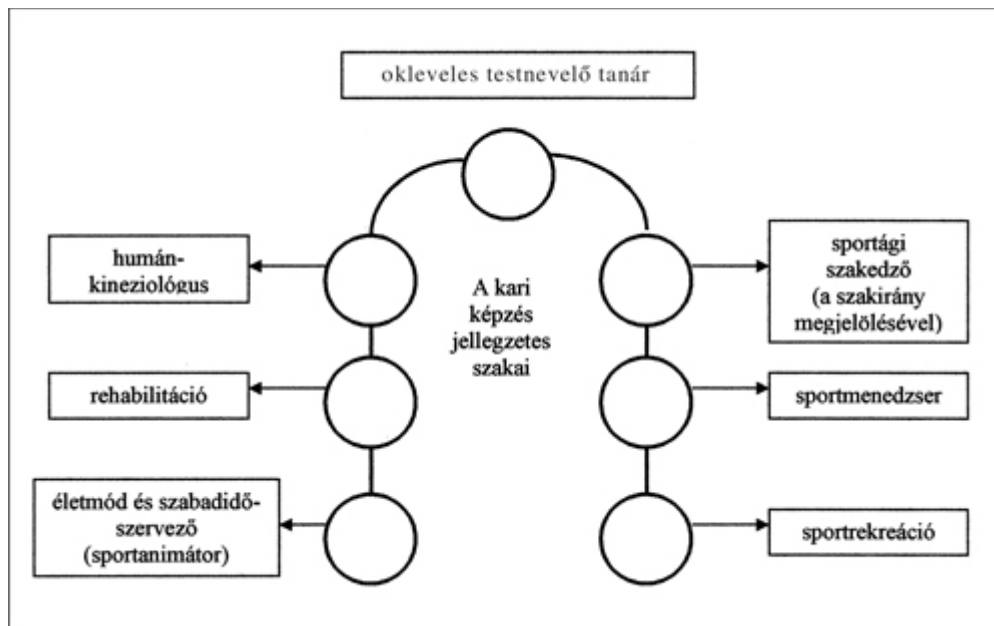 okleveles testnevelő tanár
humán-
kineziológus
rehabilitáció
életmód és szabadidő-
szervező
(sportanimátor)
A kari
képzés
jellegzetes
szakai
sportági
szakedző
(a szakirány
megjelölésével)
sportmenedzser
sportrekreáció